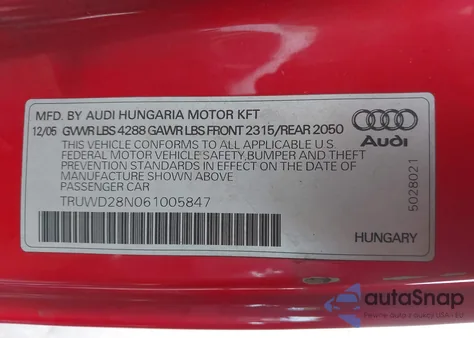 MFD. BY AUDI HUNGARIA MOTOR KFT
12/05 GVWR LBS 4288 GAWR LBS FRONT 2315/REAR 2050
THIS VEHICLE CONFORMS TO ALL APPLICABLE
U.S. FEDERAL MOTOR VEHICLE SAFETY,BUMPER AND THEFT
PREVENTION STANDARDS IN EFFECT ON THE DATE OF
MANUFACTURE SHOWN ABOVE
PASSENGER CAR
TRUWD28N061005847
Audi
5028021
HUNGARY
autoSnap